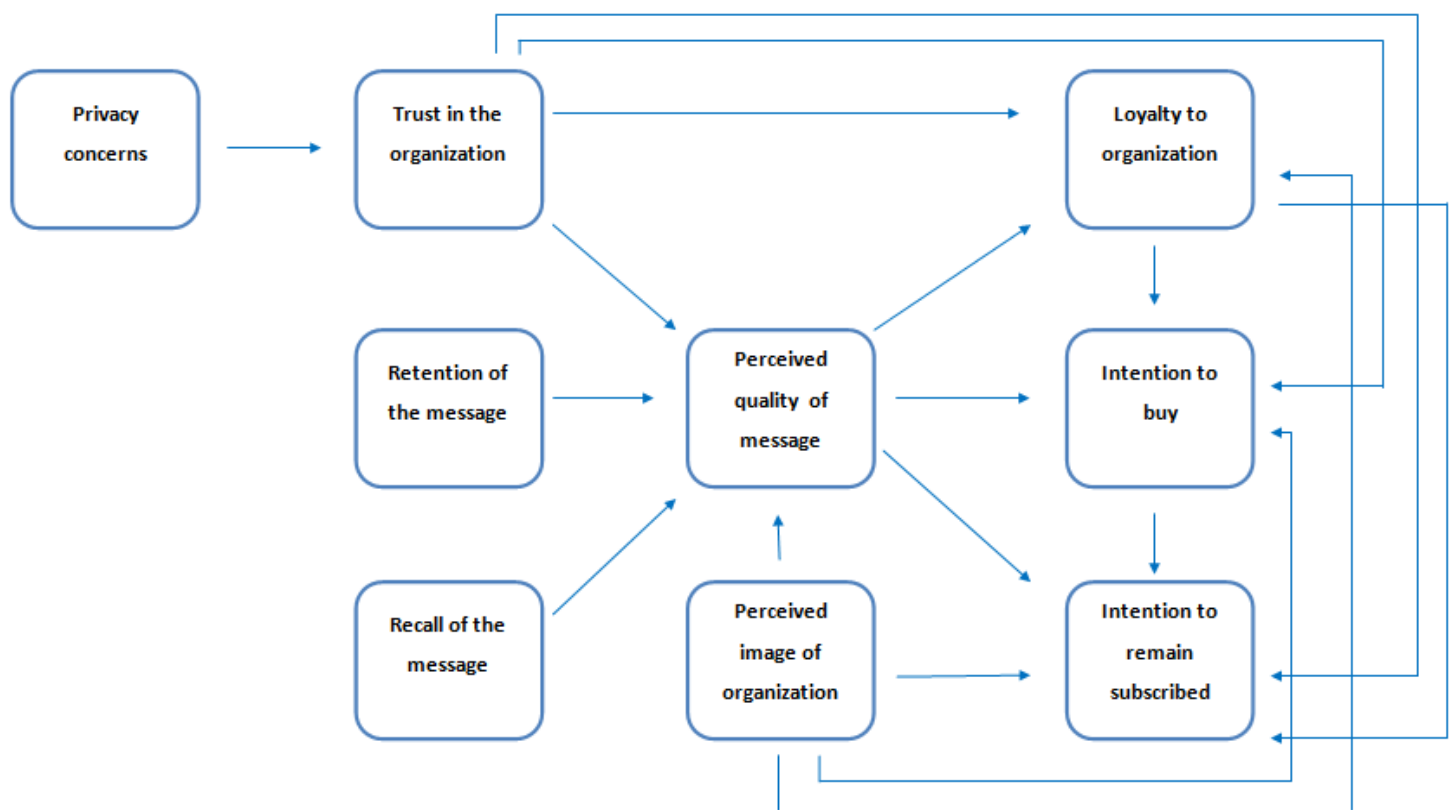 Privacy
concerns
Trust in the
organization
Loyalty to
organization
Retention of
the message
Perceived
quality of
message
Intention to
buy
Recall of the
message
Perceived
image of
organization
Intention to
remain
subscribed